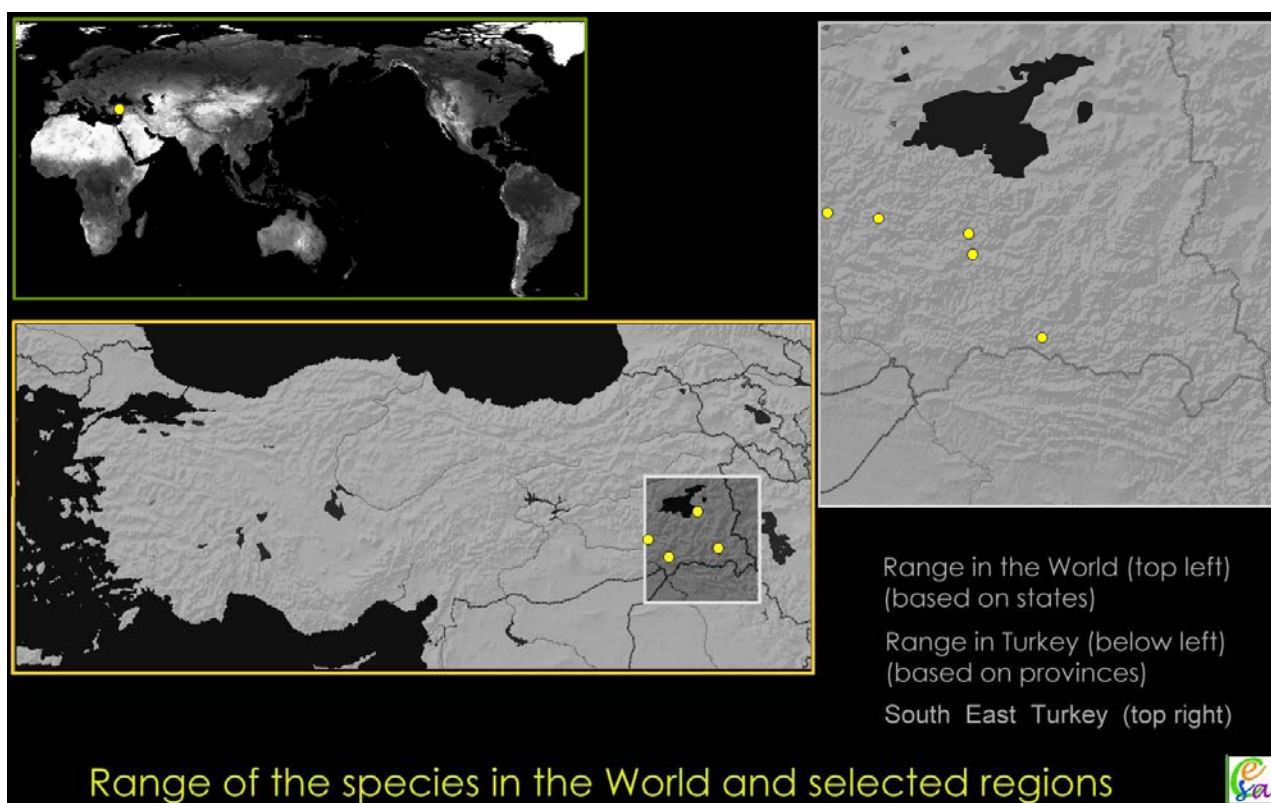 Range in the World (top left)
(based on states)
Range in Turkey (below left)
(based on provinces)
South East Turkey (top right)
Range of the species in the World and selected regions
esa